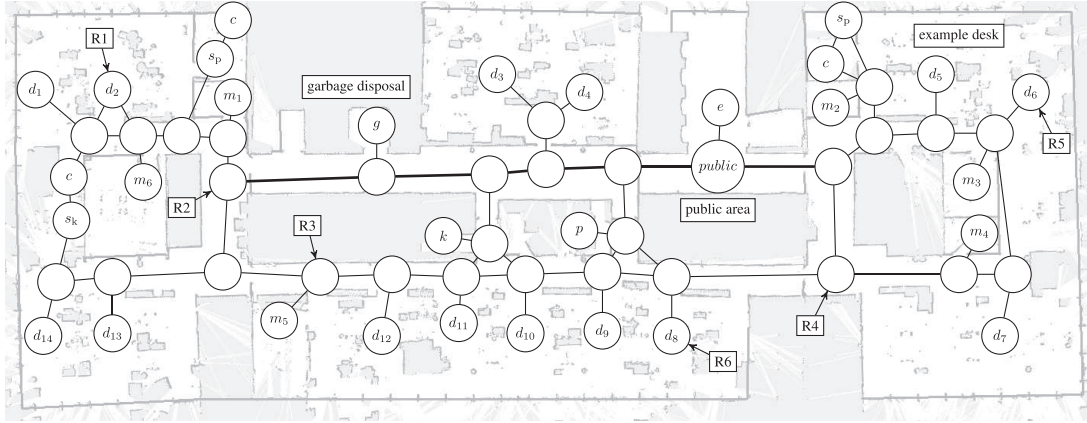 c
s_p
s_p
R1
example desk
c
d_3
d_5
garbage disposal
d_1
d_2
m_1
d_4
e
m_2
d_6
g
R5
public
c
m_6
m_3
R2
public area
s_k
R3
k
p
m_4
m_5
d_11
R4
d_14
d_13
d_12
d_10
d_9
d_8
d_7
R6